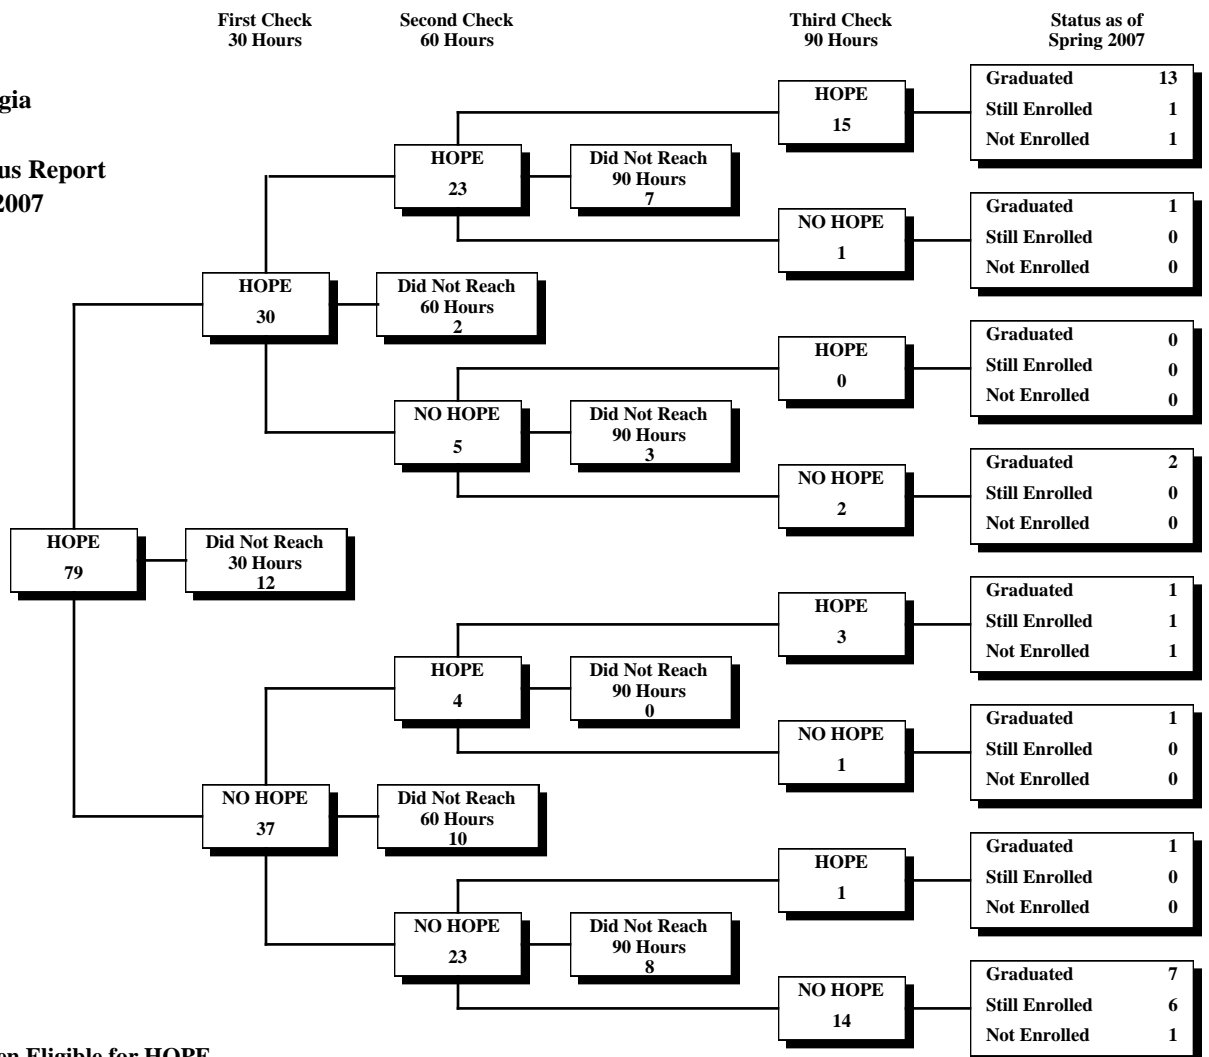 First Check
30 Hours
Second Check
60 Hours
Third Check
90 Hours
Status as of
Spring 2007
Graduated 13
Still Enrolled 1
Not Enrolled 1
HOPE
15
HOPE
23
Did Not Reach
90 Hours
7
2007
Graduated 1
Still Enrolled 0
Not Enrolled 0
NO HOPE
1
HOPE
30
Did Not Reach
60 Hours
2
Graduated 0
Still Enrolled 0
Not Enrolled 0
HOPE
0
NO HOPE
5
Did Not Reach
90 Hours
3
Graduated 2
Still Enrolled 0
Not Enrolled 0
NO HOPE
2
HOPE
79
Did Not Reach
30 Hours
12
Graduated 1
Still Enrolled 1
Not Enrolled 1
HOPE
3
HOPE
4
Did Not Reach
90 Hours
0
Graduated 1
Still Enrolled 0
Not Enrolled 0
NO HOPE
1
NO HOPE
37
Did Not Reach
60 Hours
10
Graduated 1
Still Enrolled 0
Not Enrolled 0
HOPE
1
NO HOPE
23
Did Not Reach
90 Hours
8
Graduated 7
Still Enrolled 6
Not Enrolled 1
NO HOPE
14
Eligible for HOPE